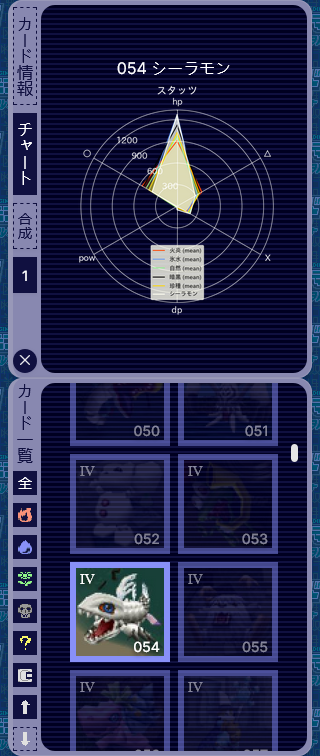 カード情報
チャート
合成
1
054 シーラモン
スタッツ
hp
1200
900
600
300
○
△
pow
X
dp
火炎 (mean)
氷水 (mean)
自然 (mean)
暗黒 (mean)
珍種 (mean)
シーラモン
カード一覧
全
?
050
051
IV
052
IV
053
IV
054
IV
055
IV
IV